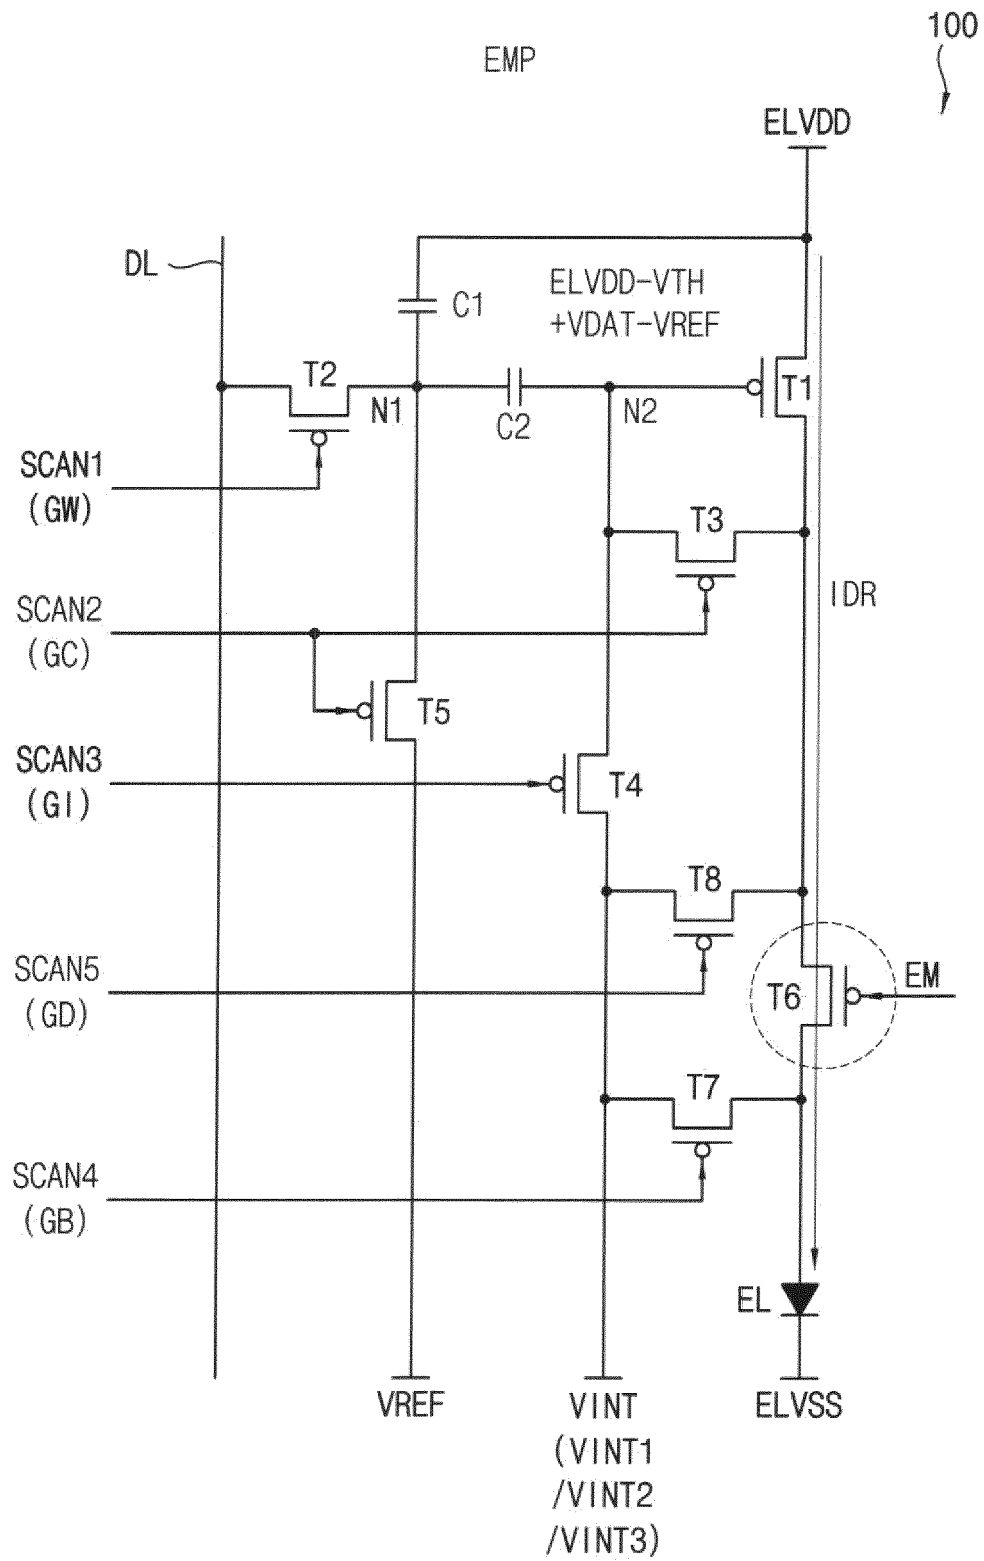 100
EMP
ELVDD
DL
ELVDD-VTH
+VDAT-VREF
C1
T2
T1
N1
C2
N2
SCAN1
(GW)
T3
IDR
SCAN2
(GC)
T5
SCAN3
(GI)
T4
T8
SCAN5
(GD)
T6
EM
T7
SCAN4
(GB)
EL
VREF
VINT
(VINT1
/VINT2
/VINT3)
ELVSS